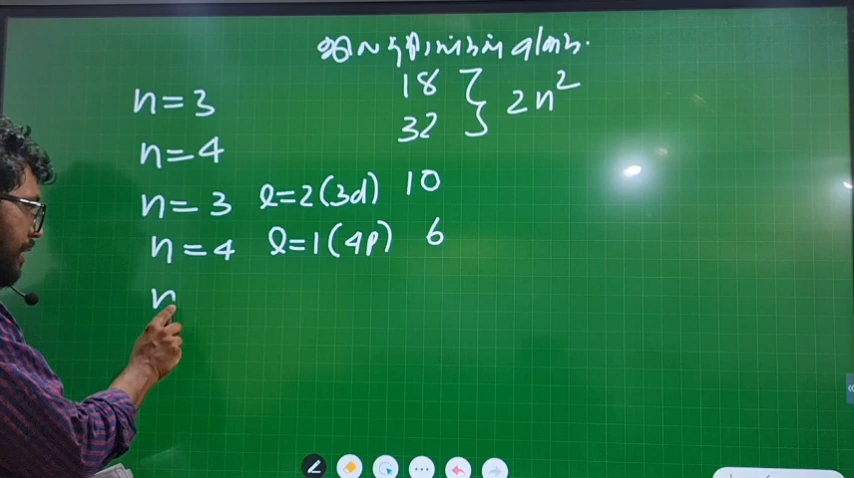 18 } 2n²
n=3
32
n=4
n=3 l=2(3d) 10
n=4 l=1(4p) 6
n